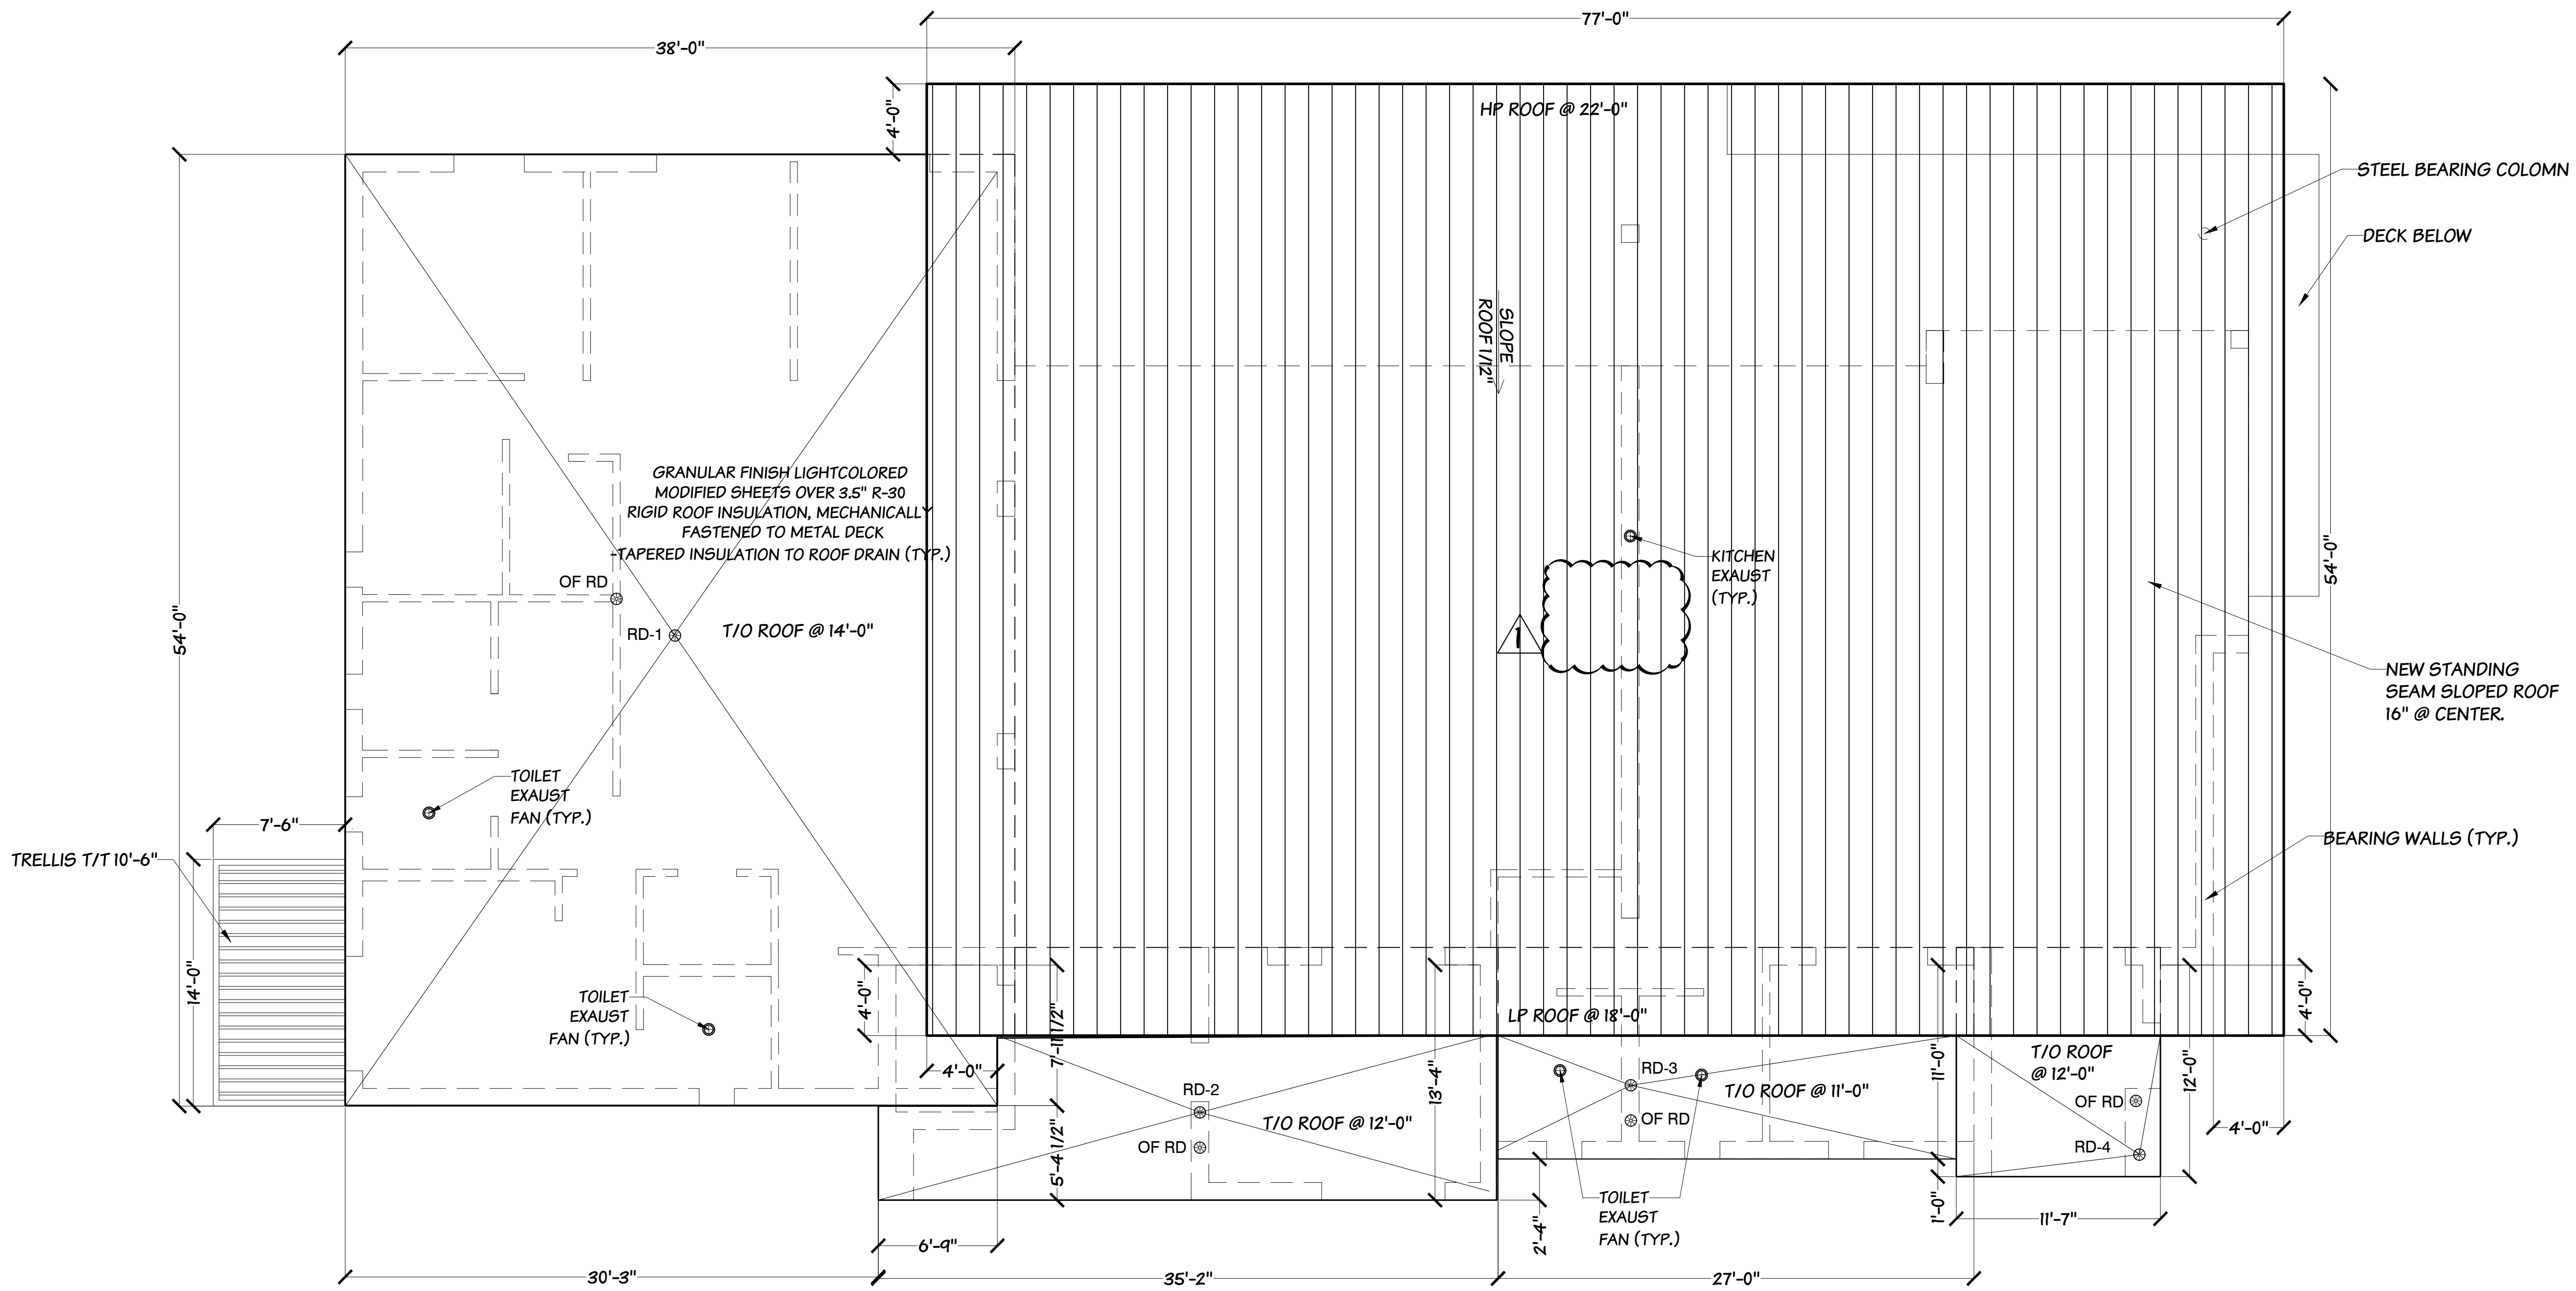 77'-0"
38'-0"
4'-0"
HP ROOF @ 22'-0"
STEEL BEARING COLOMN
DECK BELOW
SLOPE
ROOF 1/12"
54'-0"
54'-0"
GRANULAR FINISH LIGHTCOLORED
MODIFIED SHEETS OVER 3.5" R-30
RIGID ROOF INSULATION, MECHANICALLY
FASTENED TO METAL DECK
-TAPERED INSULATION TO ROOF DRAIN (TYP.)
OF RD
RD-1
T/O ROOF @ 14'-0"
KITCHEN
EXAUST
(TYP.)
1
NEW STANDING
SEAM SLOPED ROOF
16" @ CENTER.
TOILET
EXAUST
FAN (TYP.)
7'-6"
TRELLIS T/T 10'-6"
14'-0"
BEARING WALLS (TYP.)
TOILET
EXAUST
FAN (TYP.)
4'-0"
7'-11 1/2"
4'-0"
LP ROOF @ 18'-0"
4'-0"
RD-2
T/O ROOF @ 12'-0"
OF RD
13'-4"
5'-4 1/2"
RD-3
T/O ROOF @ 11'-0"
OF RD
11'-0"
T/O ROOF
@ 12'-0"
OF RD
RD-4
12'-0"
4'-0"
TOILET
EXAUST
FAN (TYP.)
2'-4"
1'-0"
11'-7"
6'-9"
30'-3"
35'-2"
27'-0"